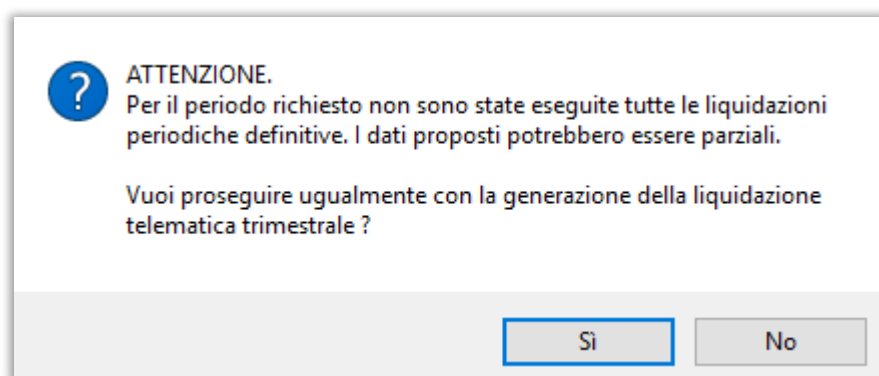 ATTENZIONE.
Per il periodo richiesto non sono state eseguite tutte le liquidazioni
periodiche definitive. I dati proposti potrebbero essere parziali.
Vuoi proseguire ugualmente con la generazione della liquidazione
telematica trimestrale ?
Sì
No